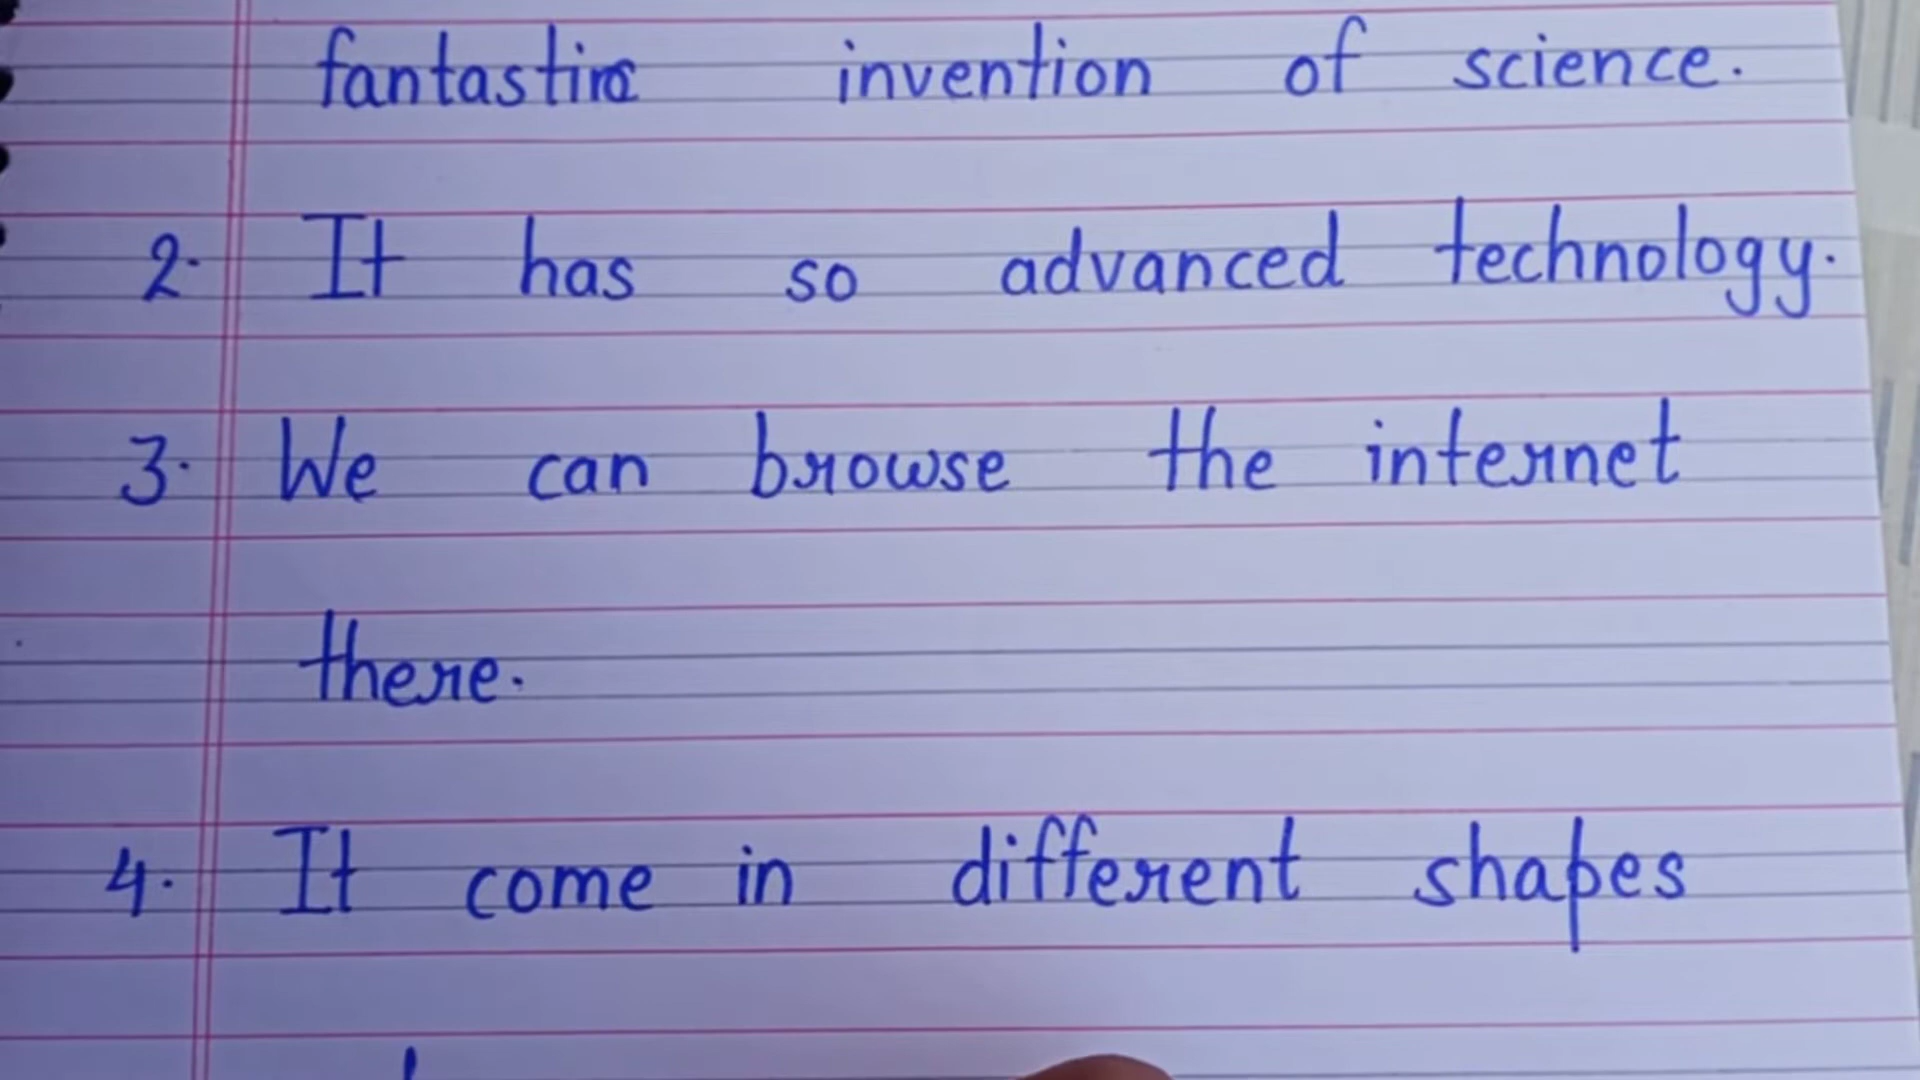 fantastic invention of science.
2. It has so advanced technology.
3. We can browse the internet
there.
4. It come in different shapes